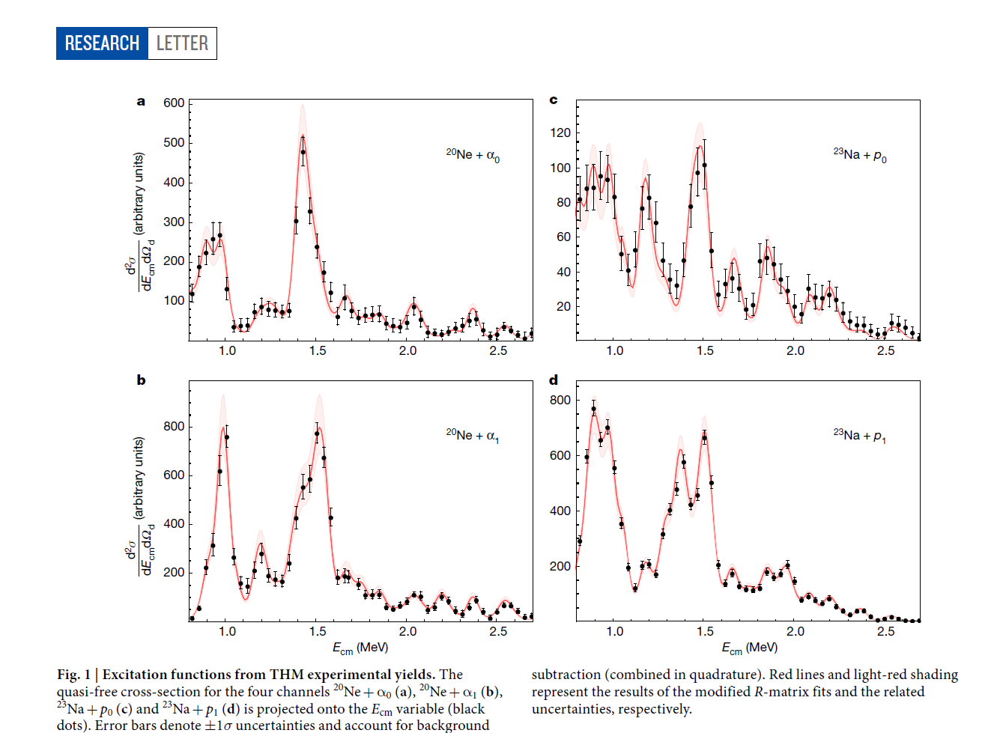 RESEARCH LETTER
a
600
500
400
300
200
100
1.0 1.5 2.0 2.5
d²σ
dE_cm dΩ_d (arbitrary units)
²⁰Ne + α₀
c
120
100
80
60
40
20
1.0 1.5 2.0 2.5
²³Na + p₀
b
800
600
400
200
1.0 1.5 2.0 2.5
d²σ
dE_cm dΩ_d (arbitrary units)
²⁰Ne + α₁
E_cm (MeV)
d
800
600
400
200
1.0 1.5 2.0 2.5
²³Na + p₁
E_cm (MeV)
Fig. 1 | Excitation functions from THM experimental yields. The
quasi-free cross-section for the four channels ²⁰Ne + α₀ (a), ²⁰Ne + α₁ (b),
²³Na + p₀ (c) and ²³Na + p₁ (d) is projected onto the E_cm variable (black
dots). Error bars denote ±1σ uncertainties and account for background
subtraction (combined in quadrature). Red lines and light-red shading
represent the results of the modified R-matrix fits and the related
uncertainties, respectively.